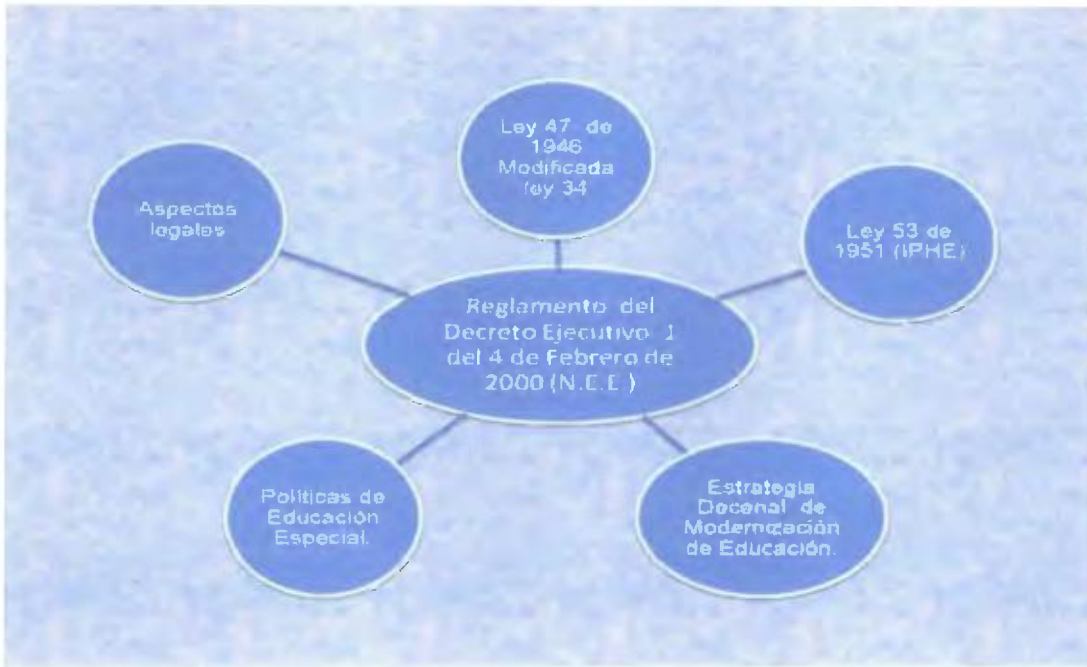 Ley 47 de
1946
Modificada
ley 34
Aspectos
legales
Ley 53 de
1951 (IPHE)
Reglamento del
Decreto Ejecutivo 1
del 4 de Febrero de
2000 (N.E.E.)
Políticas de
Educación
Especial.
Estrategia
Decenal de
Modernización
de Educación.